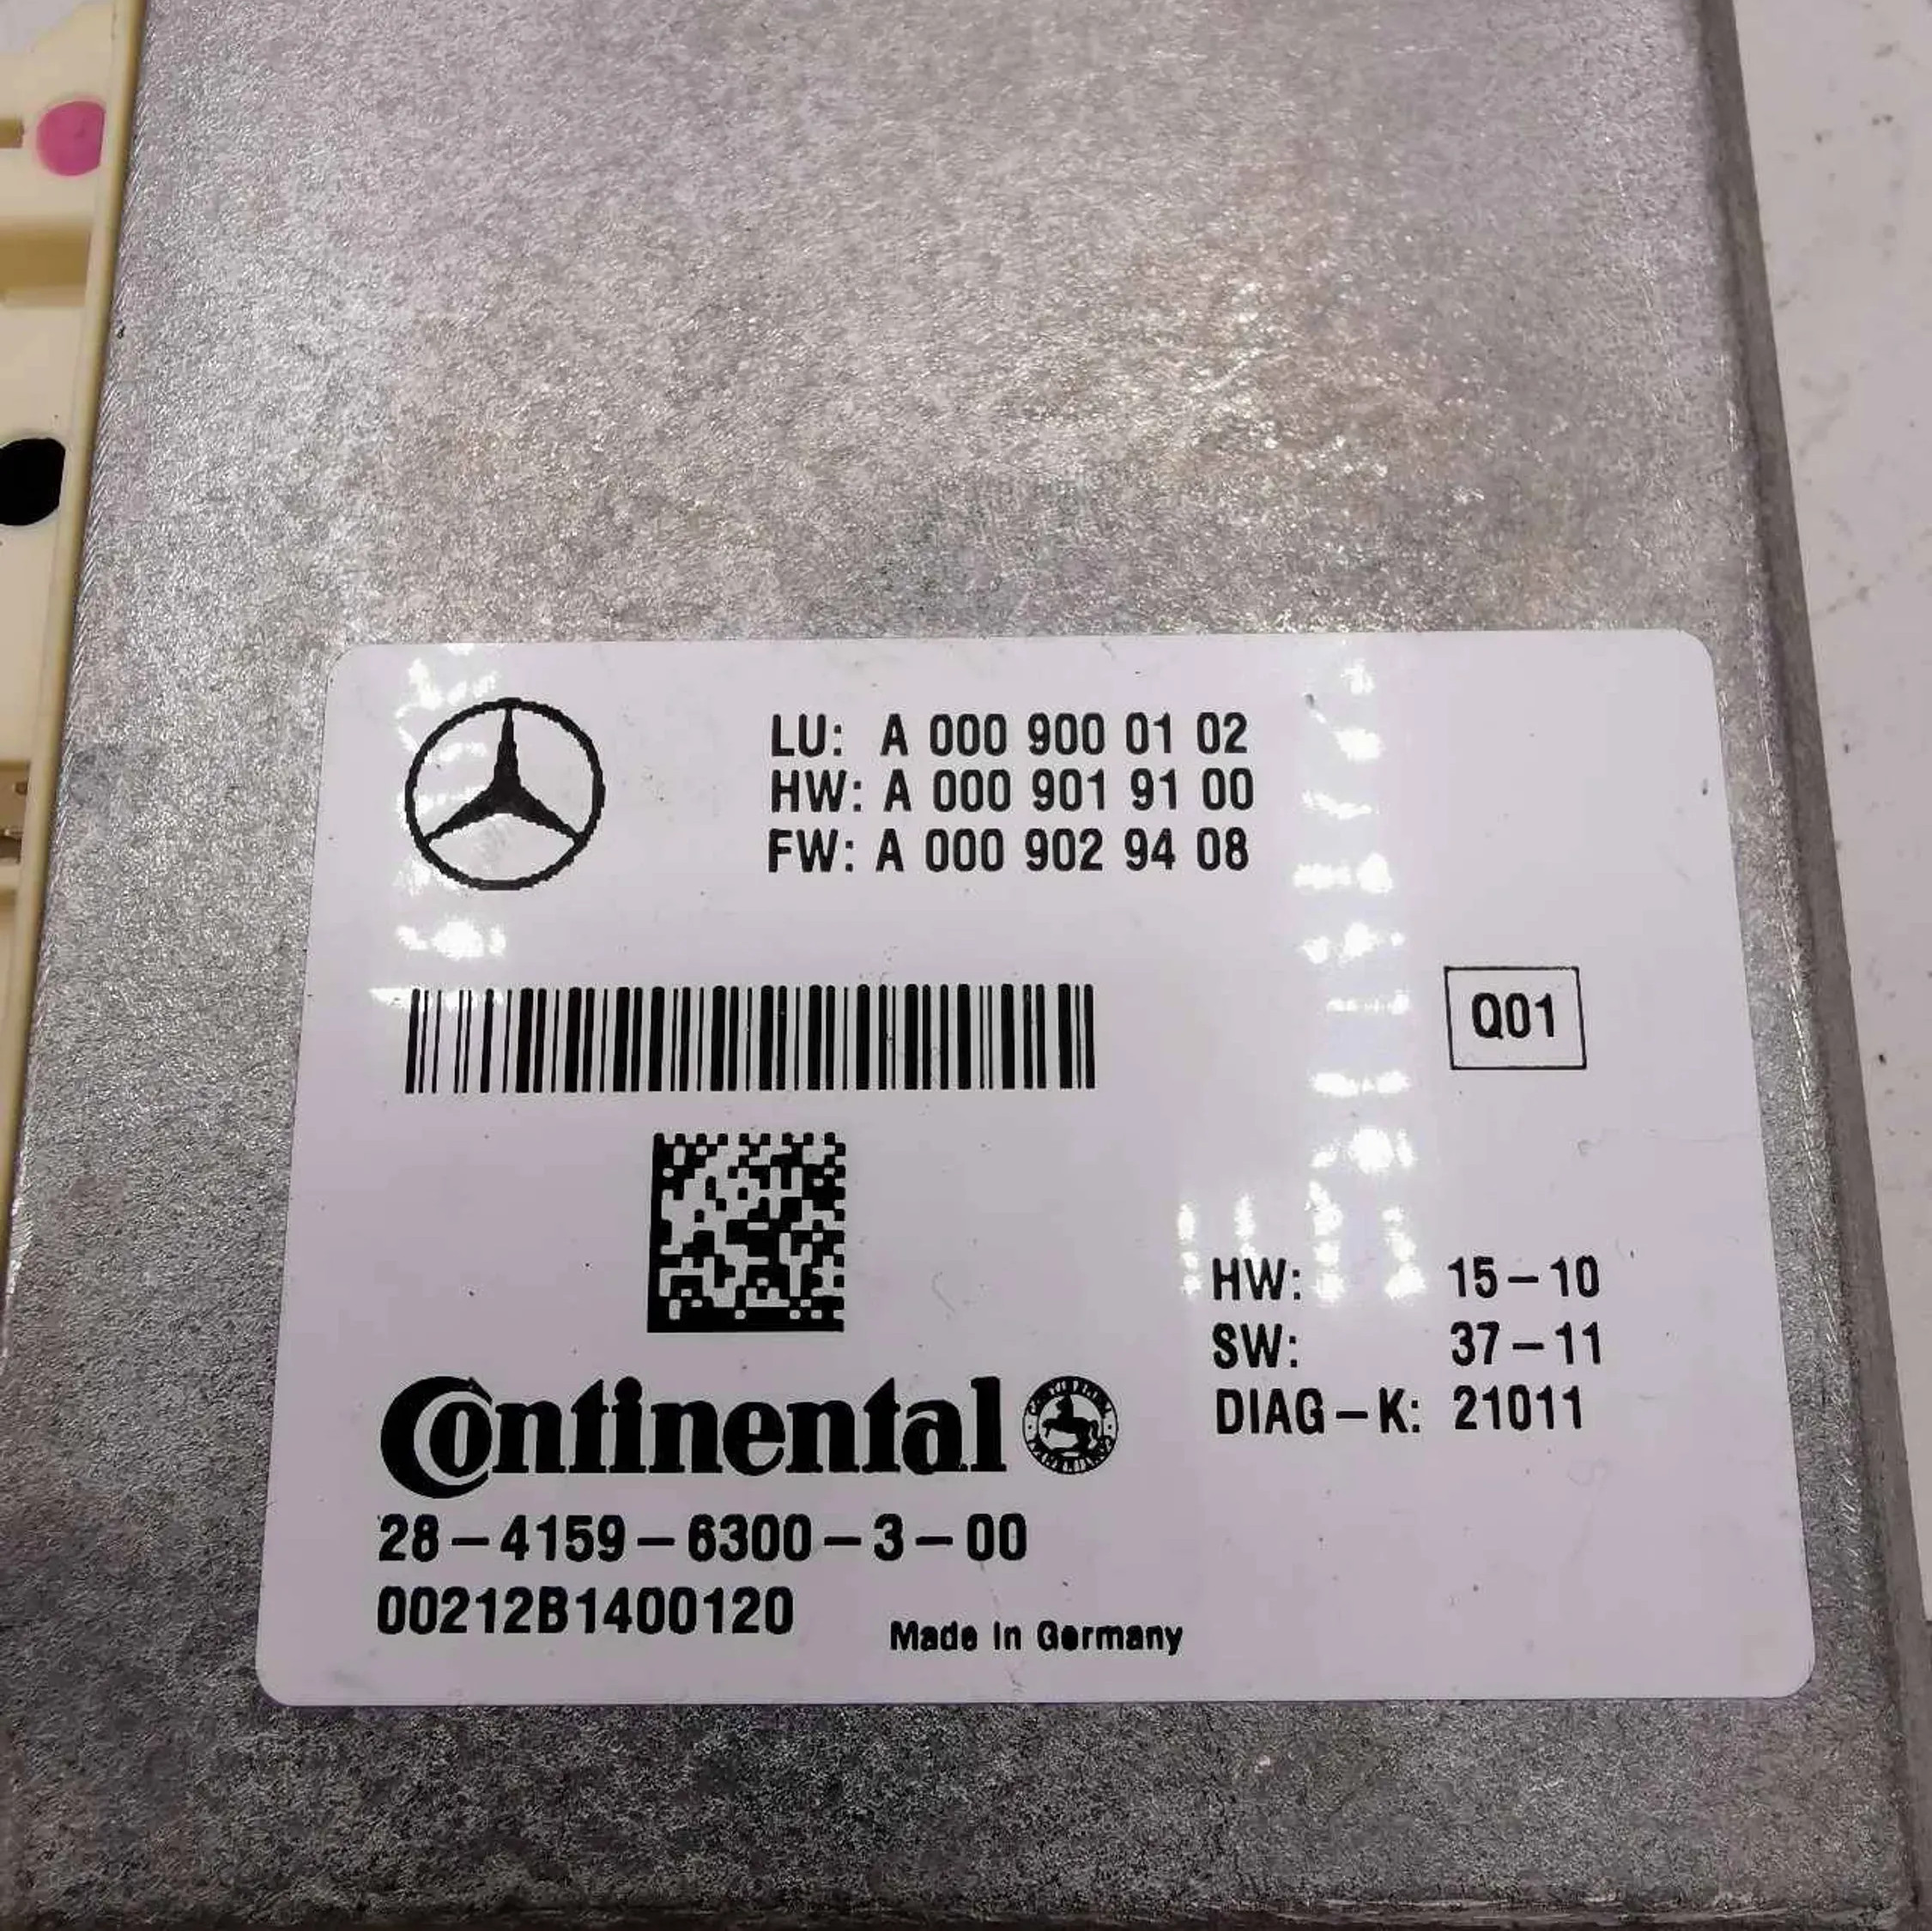 LU: A 000 900 01 02
HW: A 000 901 91 00
FW: A 000 902 94 08
Q01
HW: 15-10
SW: 37-11
DIAG-K: 21011
Continental
28-4159-6300-3-00
00212B1400120
Made In Germany